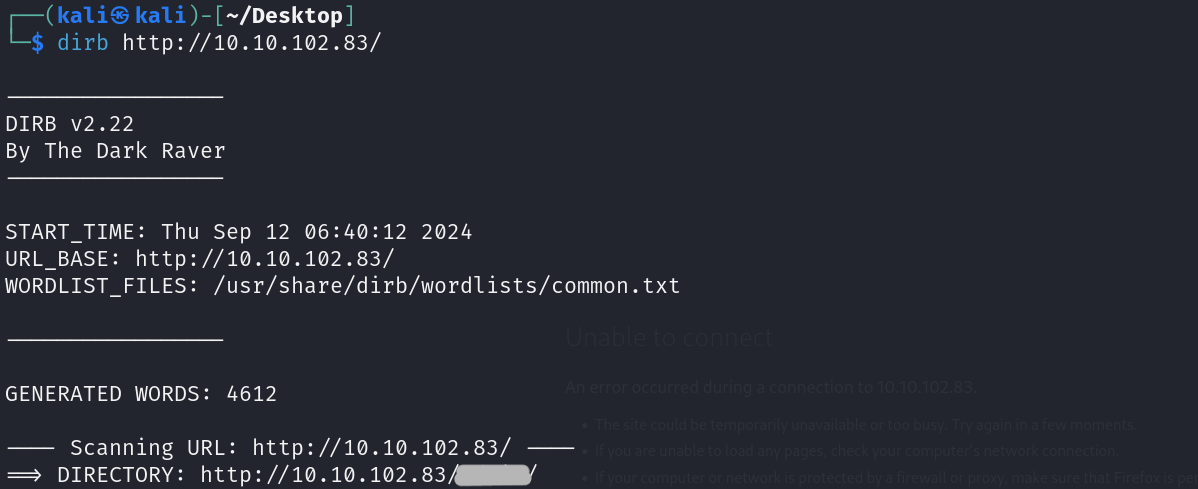 ┌──(kali㉿kali)-[~/Desktop]
└─$ dirb http://10.10.102.83/
-----------------
DIRB v2.22
By The Dark Raver
-----------------
START_TIME: Thu Sep 12 06:40:12 2024
URL_BASE: http://10.10.102.83/
WORDLIST_FILES: /usr/share/dirb/wordlists/common.txt
-----------------
Unable to connect
An error occurred during a connection to 10.10.102.83.
GENERATED WORDS: 4612
• The site could be temporarily unavailable or too busy. Try again in a few moments.
---- Scanning URL: http://10.10.102.83/ ----
• If you are unable to load any pages, check your computer's network connection.
==> DIRECTORY: http://10.10.102.83/ /
• If your computer or network is protected by a firewall or proxy, make sure that Firefox is